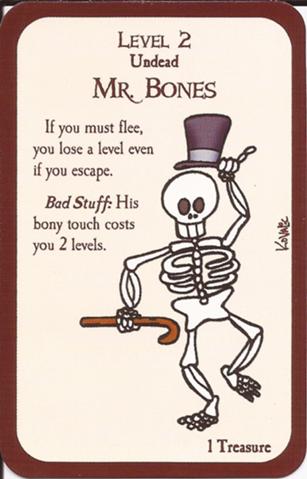 LEVEL 2
Undead
MR. BONES
If you must flee,
you lose a level even
if you escape.
Bad Stuff: His
bony touch costs
you 2 levels.
KOVALIC
1 Treasure